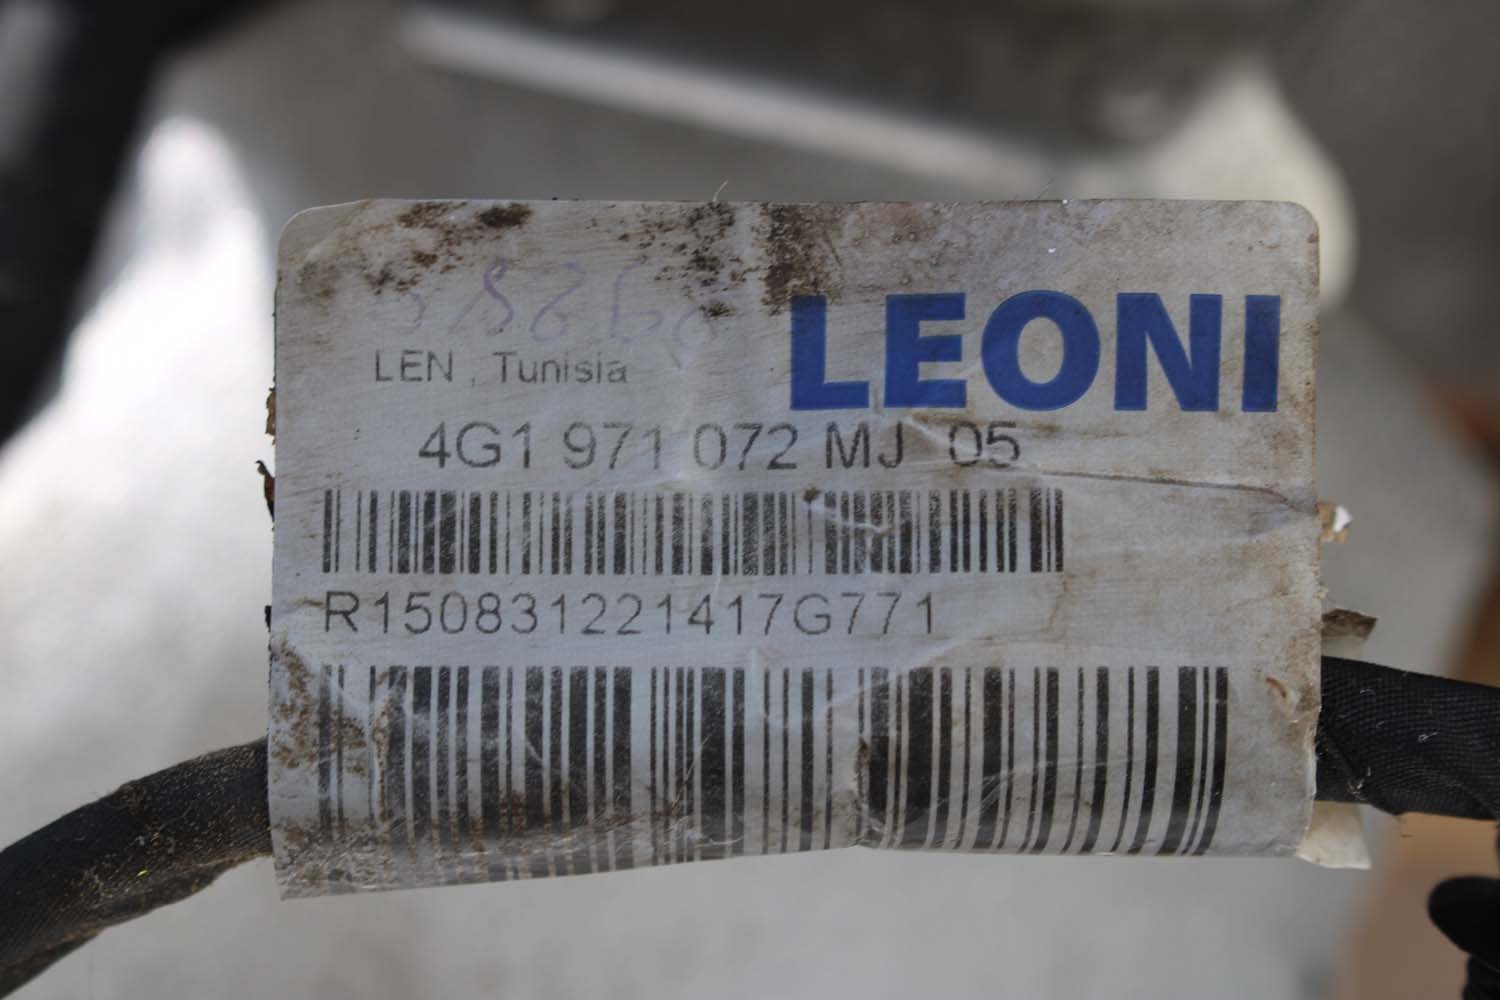 LEONI
LEN , Tunisia
4G1 971 072 MJ 05
R150831221417G771